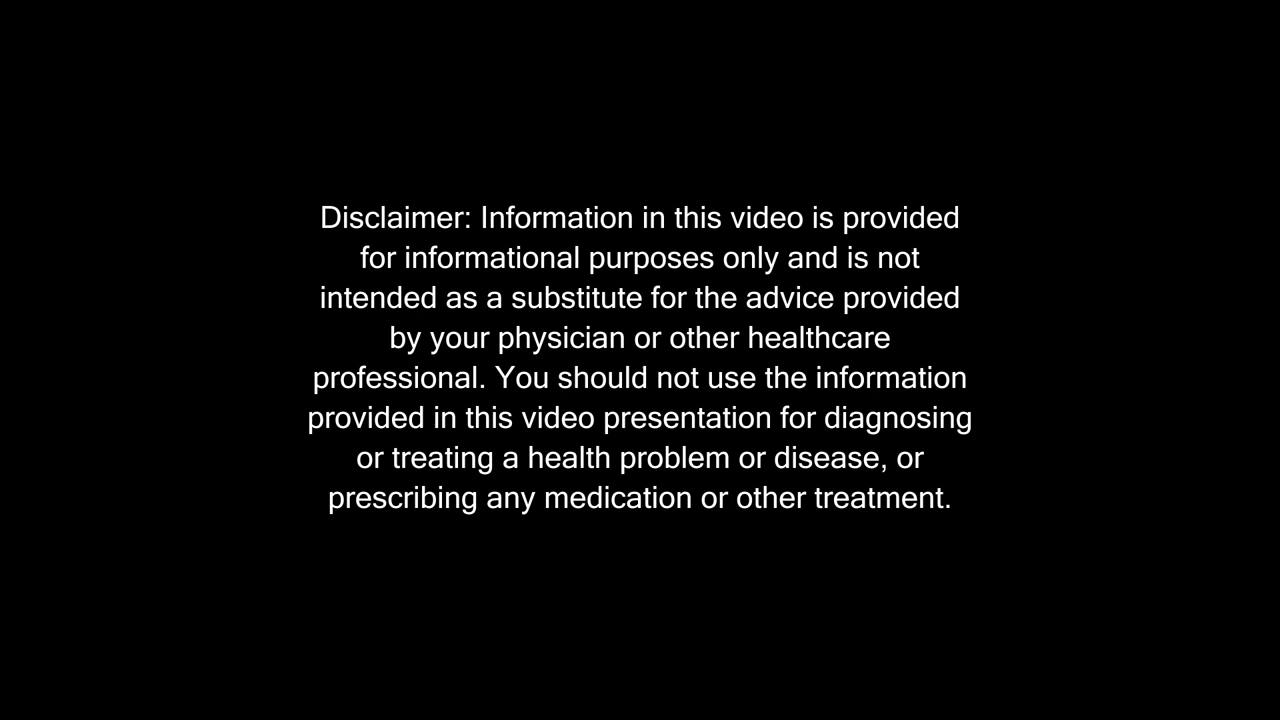 Disclaimer: Information in this video is provided
for informational purposes only and is not
intended as a substitute for the advice provided
by your physician or other healthcare
professional. You should not use the information
provided in this video presentation for diagnosing
or treating a health problem or disease, or
prescribing any medication or other treatment.